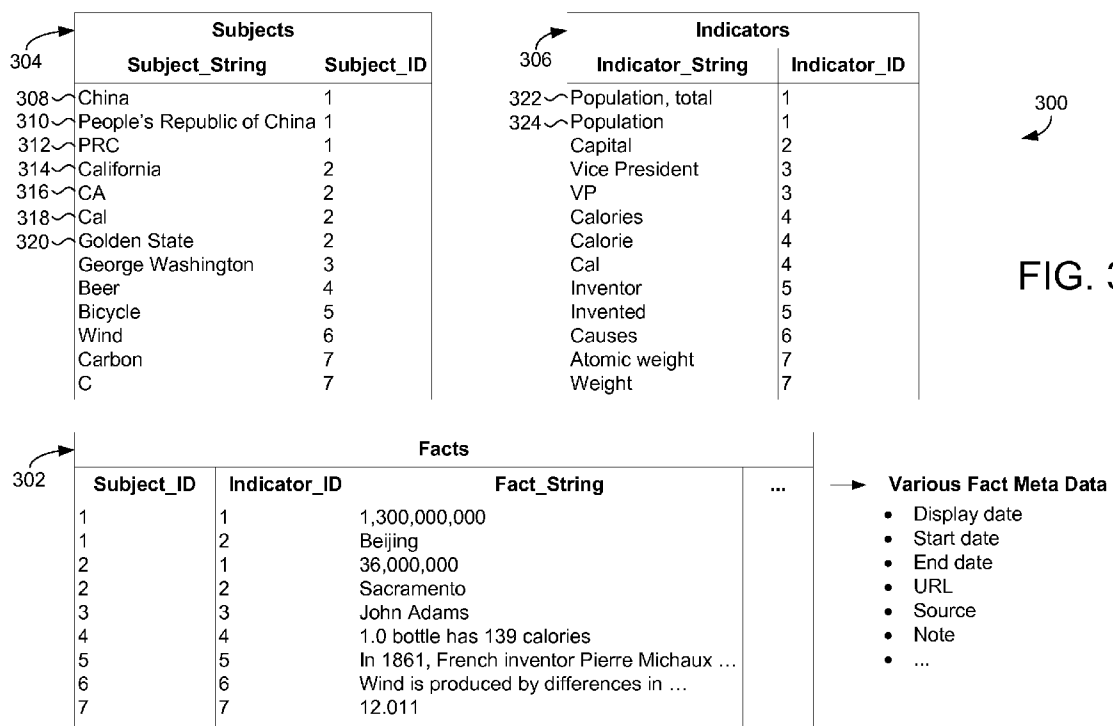 Subjects
304
Subject_String Subject_ID
308 China 1
310 People's Republic of China 1
312 PRC 1
314 California 2
316 CA 2
318 Cal 2
320 Golden State 2
George Washington 3
Beer 4
Bicycle 5
Wind 6
Carbon 7
C 7
Indicators
306
Indicator_String Indicator_ID
322 Population, total 1
324 Population 1
Capital 2
Vice President 3
VP 3
Calories 4
Calorie 4
Cal 4
Inventor 5
Invented 5
Causes 6
Atomic weight 7
Weight 7
300
FIG. 3
Facts
302
Subject_ID Indicator_ID Fact_String ...
1 1 1,300,000,000
1 2 Beijing
2 1 36,000,000
2 2 Sacramento
3 3 John Adams
4 4 1.0 bottle has 139 calories
5 5 In 1861, French inventor Pierre Michaux ...
6 6 Wind is produced by differences in ...
7 7 12.011
Various Fact Meta Data
• Display date
• Start date
• End date
• URL
• Source
• Note
• ...